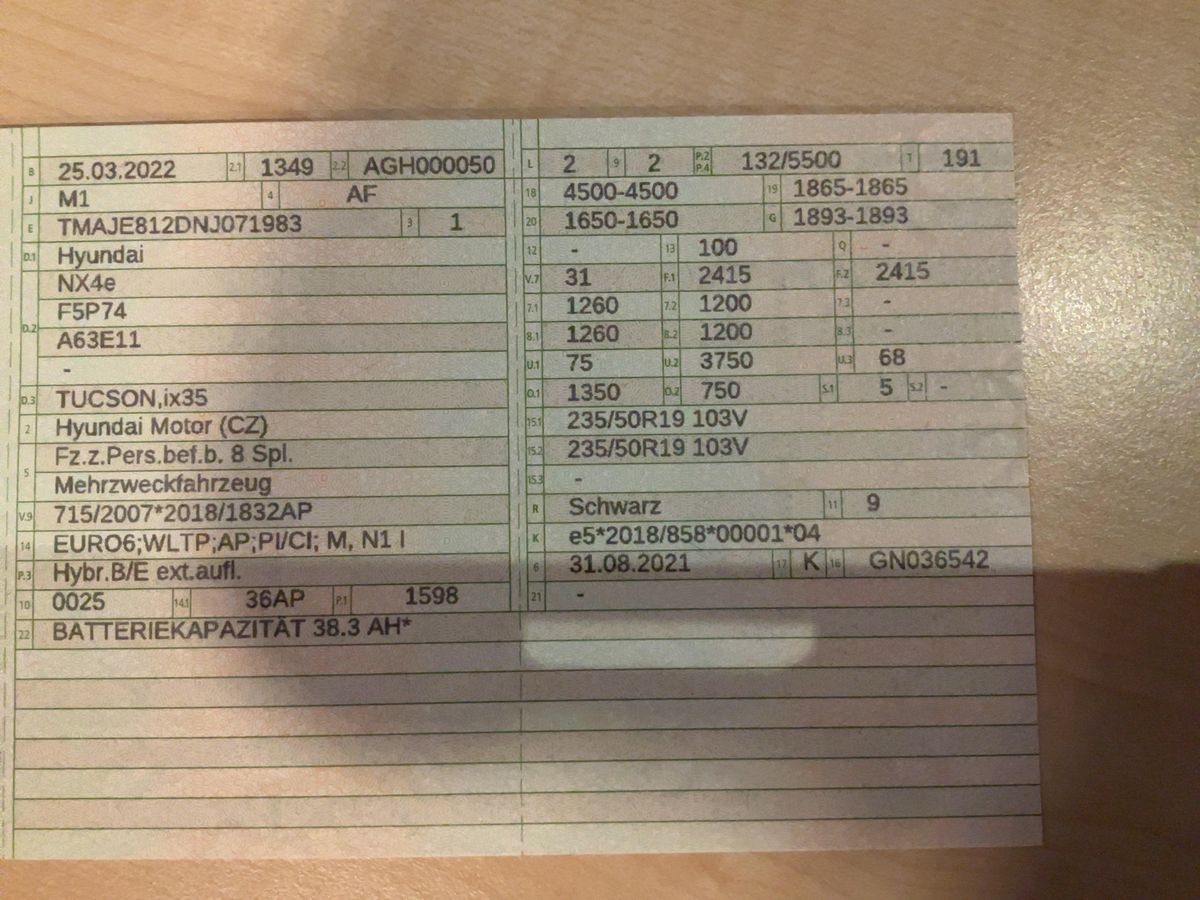 B 25.03.2022 2.1 1349 2.2 AGH000050
J M1 4 AF
E TMAJE812DNJ071983 3 1
D.1 Hyundai
NX4e
D.2 F5P74
A63E11
-
D.3 TUCSON,ix35
2 Hyundai Motor (CZ)
5 Fz.z.Pers.bef.b. 8 Spl.
Mehrzweckfahrzeug
V.9 715/2007*2018/1832AP
14 EURO6;WLTP;AP;PI/CI; M, N1 I
P.3 Hybr.B/E ext.aufl.
10 0025 14.1 36AP P.1 1598
22 BATTERIEKAPAZITÄT 38.3 AH*
L 2 9 2 P.2 P.4 132/5500 T 191
18 4500-4500 19 1865-1865
20 1650-1650 G 1893-1893
12 - 13 100 Q -
V.7 31 F.1 2415 F.2 2415
7.1 1260 7.2 1200 7.3 -
8.1 1260 8.2 1200 8.3 -
U.1 75 U.2 3750 U.3 68
O.1 1350 O.2 750 S.1 5 S.2 -
15.1 235/50R19 103V
15.2 235/50R19 103V
15.3 -
R Schwarz 11 9
K e5*2018/858*00001*04
6 31.08.2021 17 K 16 GN036542
21 -